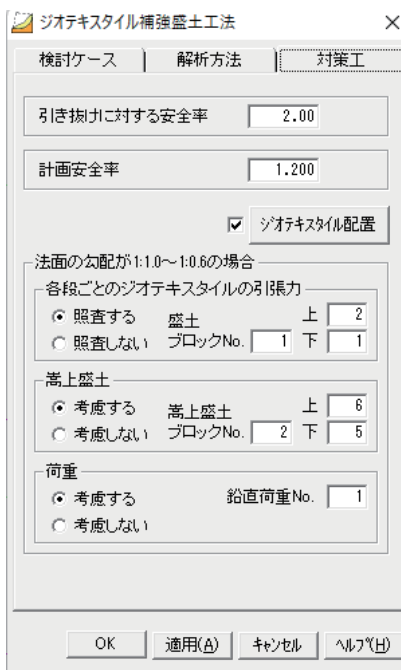 ジオテキスタイル補強盛土工法
検討ケース 解析方法 対策工
引き抜けに対する安全率 2.00
計画安全率 1.200
ジオテキスタイル配置
法面の勾配が1:1.0～1:0.6の場合
各段ごとのジオテキスタイルの引張力
照査する 盛土 上 2
照査しない ブロックNo. 1 下 1
嵩上盛土
考慮する 嵩上盛土 上 6
考慮しない ブロックNo. 2 下 5
荷重
考慮する 鉛直荷重No. 1
考慮しない
OK 適用(A) キャンセル ヘルプ(H)